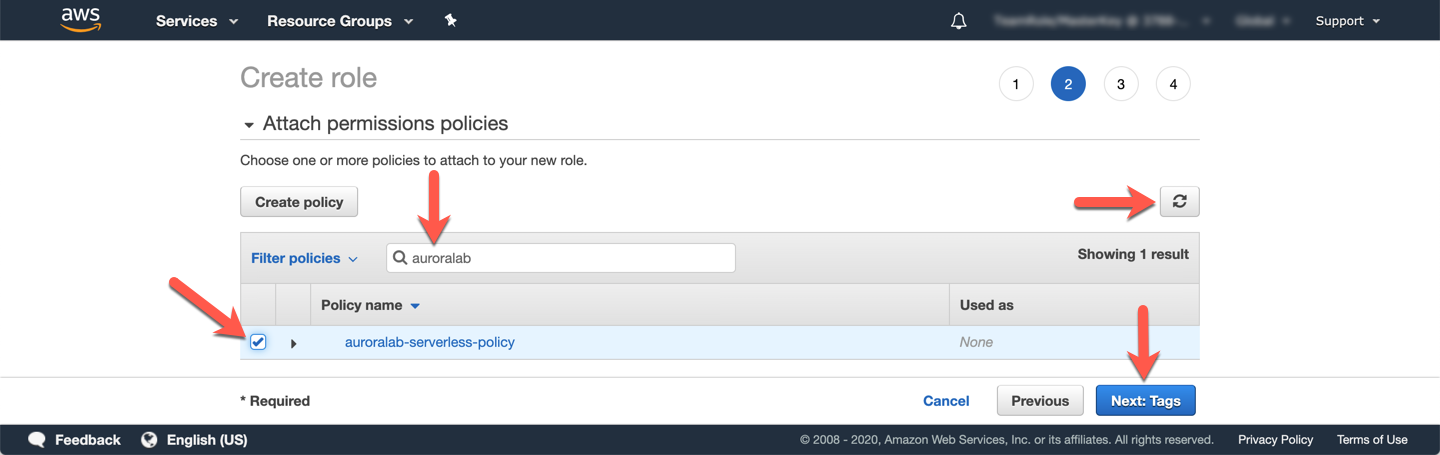 aws Services Resource Groups Support
Create role 1 2 3 4
Attach permissions policies
Choose one or more policies to attach to your new role.
Create policy
Filter policies auroralab Showing 1 result
Policy name Used as
auroralab-serverless-policy None
* Required Cancel Previous Next: Tags
Feedback English (US) © 2008 - 2020, Amazon Web Services, Inc. or its affiliates. All rights reserved. Privacy Policy Terms of Use